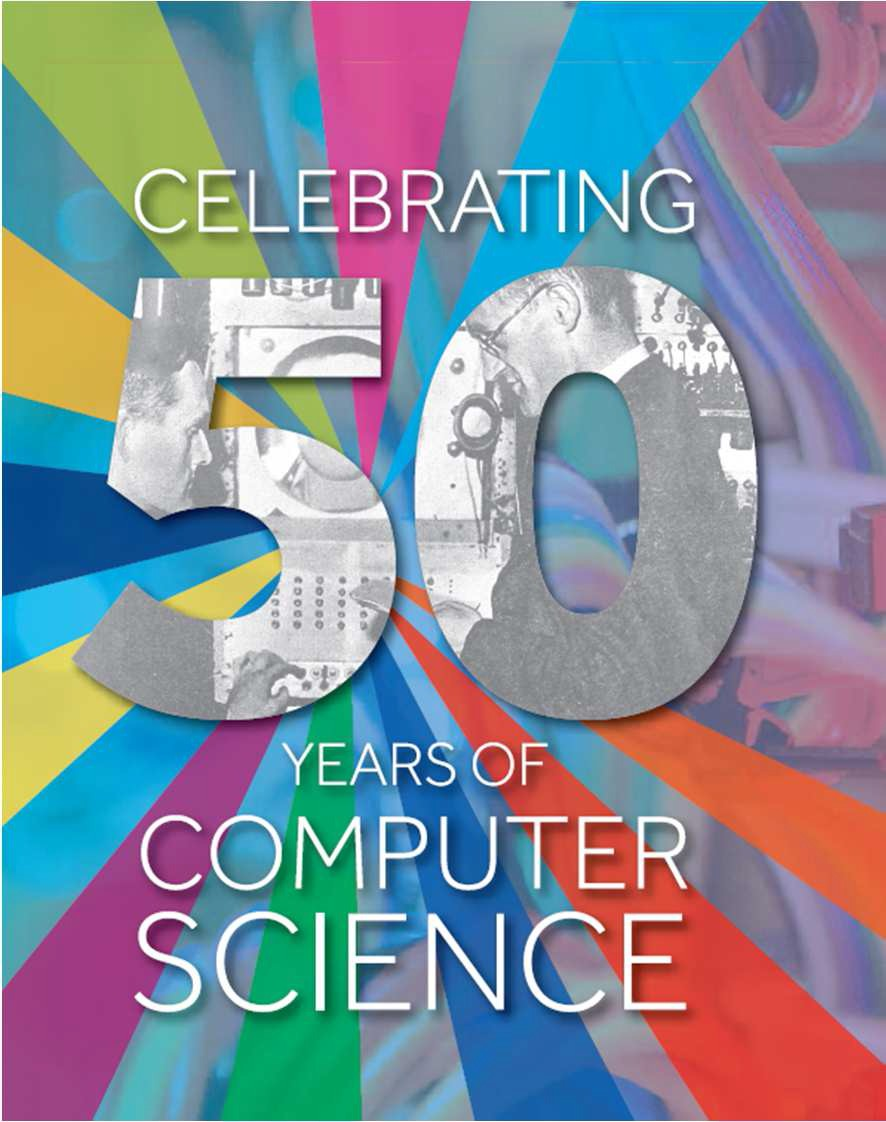 CELEBRATING
50
YEARS OF
COMPUTER
SCIENCE